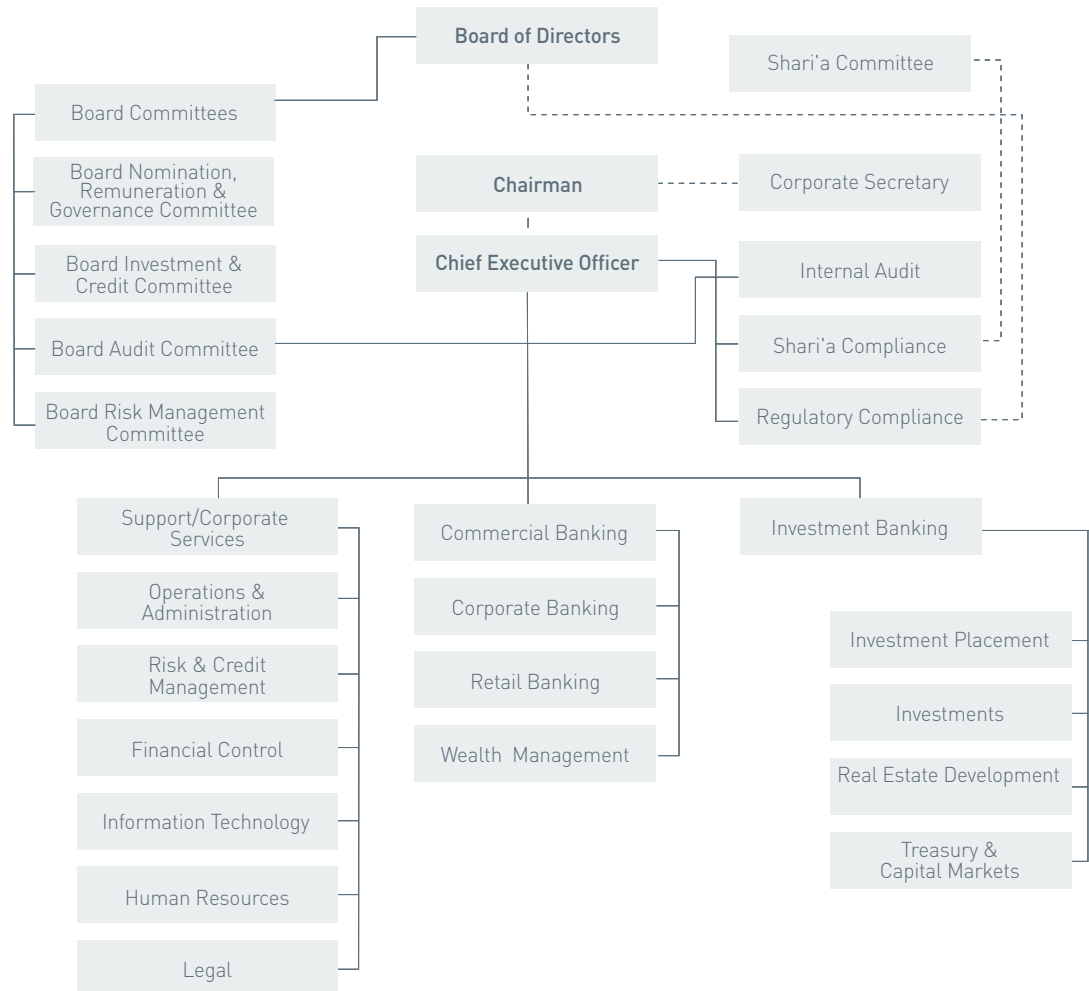 Board of Directors
Shari'a Committee
Board Committees
Board Nomination,
Remuneration &
Governance Committee
Chairman
Corporate Secretary
Board Investment &
Credit Committee
Chief Executive Officer
Internal Audit
Board Audit Committee
Shari'a Compliance
Board Risk Management
Committee
Regulatory Compliance
Support/Corporate
Services
Operations &
Administration
Risk & Credit
Management
Financial Control
Information Technology
Human Resources
Legal
Commercial Banking
Corporate Banking
Retail Banking
Wealth Management
Investment Banking
Investment Placement
Investments
Real Estate Development
Treasury &
Capital Markets